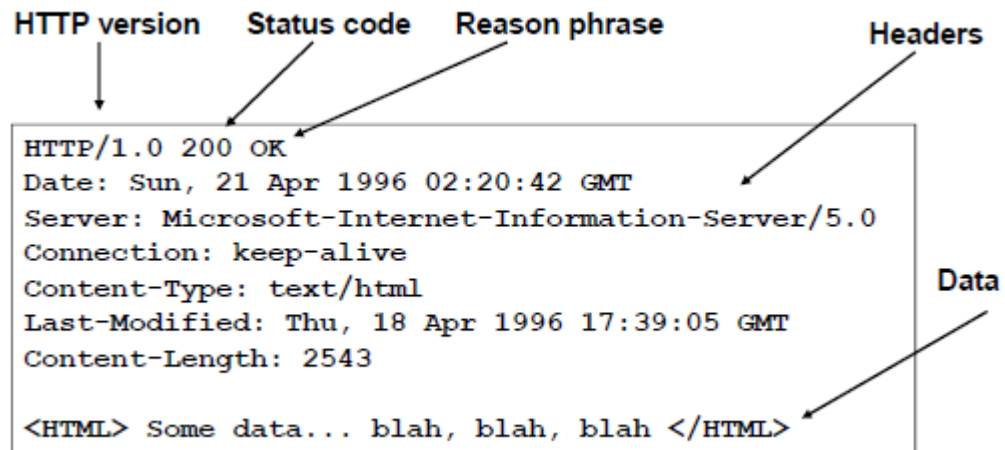 HTTP version Status code Reason phrase Headers
HTTP/1.0 200 OK
Date: Sun, 21 Apr 1996 02:20:42 GMT
Server: Microsoft-Internet-Information-Server/5.0
Connection: keep-alive
Content-Type: text/html
Data
Last-Modified: Thu, 18 Apr 1996 17:39:05 GMT
Content-Length: 2543
<HTML> Some data... blah, blah, blah </HTML>